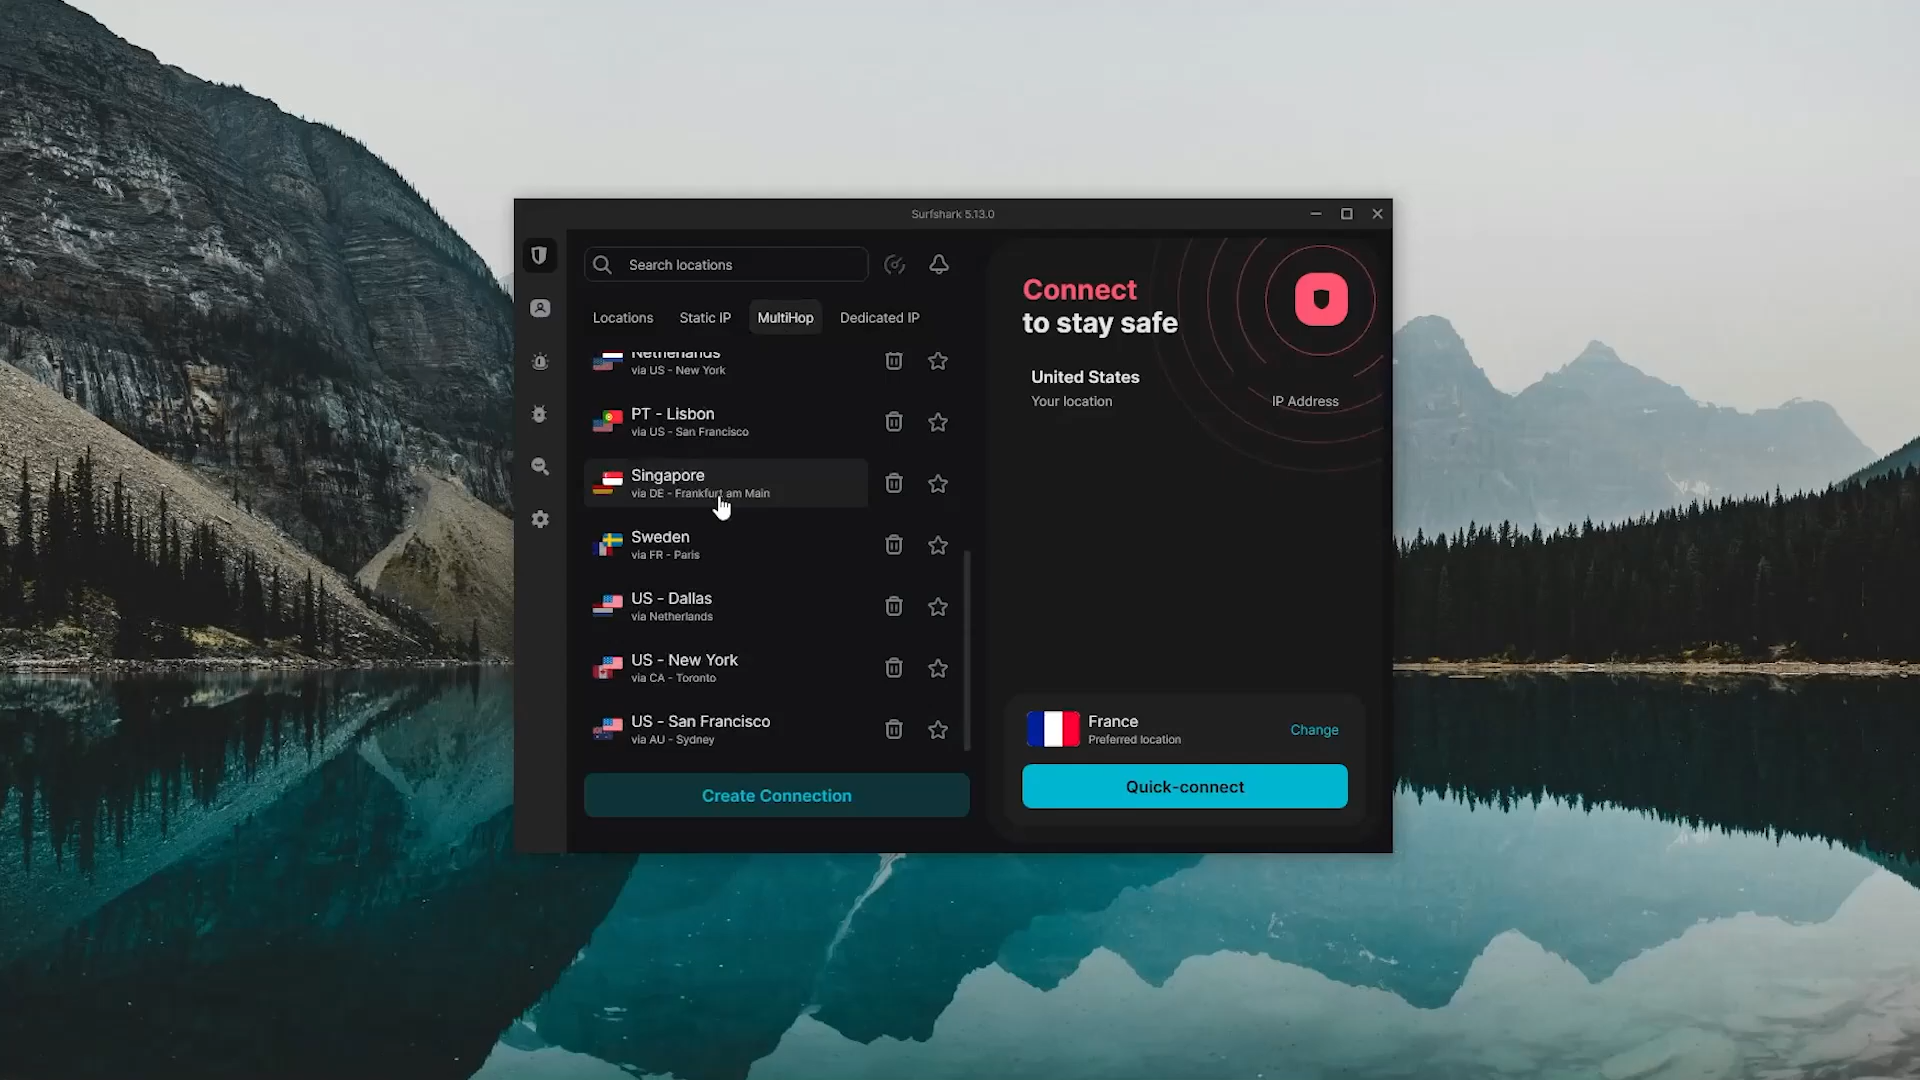 Surfshark 5.13.0
Search locations
Locations
Static IP
MultiHop
Dedicated IP
Netherlands
via US - New York
PT - Lisbon
via US - San Francisco
Singapore
via DE - Frankfurt am Main
Sweden
via FR - Paris
US - Dallas
via Netherlands
US - New York
via CA - Toronto
US - San Francisco
via AU - Sydney
Create Connection
Connect
to stay safe
United States
Your location
IP Address
France
Preferred location
Change
Quick-connect